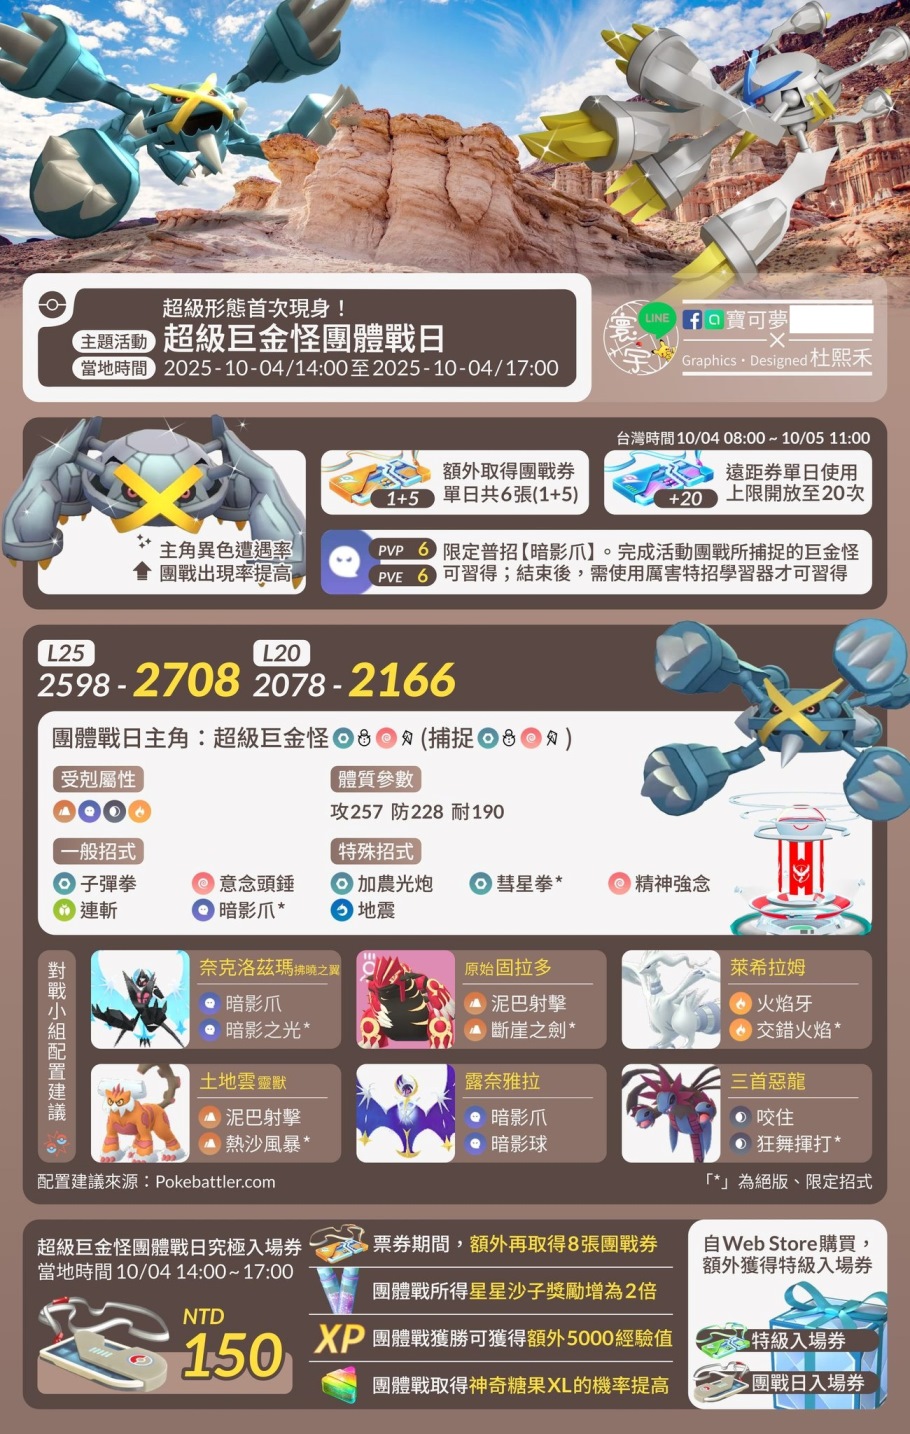 超級形態首次現身！
主題活動 超級巨金怪團體戰日
當地時間 2025-10-04/14:00至2025-10-04/17:00
寰宇
LINE
寶可夢
Graphics・Designed 杜熙禾
台灣時間10/04 08:00 ~ 10/05 11:00
主角異色遭遇率
團戰出現率提高
1+5
額外取得團戰券
單日共6張(1+5)
+20
遠距券單日使用
上限開放至20次
PVP 6
PVE 6
限定普招【暗影爪】。完成活動團戰所捕捉的巨金怪
可習得；結束後，需使用厲害特招學習器才可習得
L25
2598 - 2708
L20
2078 - 2166
團體戰日主角：超級巨金怪 (捕捉 )
受剋屬性
體質參數
攻257 防228 耐190
一般招式
子彈拳
意念頭錘
連斬
暗影爪*
特殊招式
加農光炮
彗星拳*
精神強念
地震
對戰小組配置建議
奈克洛茲瑪拂曉之翼
暗影爪
暗影之光*
原始固拉多
泥巴射擊
斷崖之劍*
萊希拉姆
火焰牙
交錯火焰*
土地雲靈獸
泥巴射擊
熱沙風暴*
露奈雅拉
暗影爪
暗影球
三首惡龍
咬住
狂舞揮打*
配置建議來源：Pokebattler.com
「*」為絕版、限定招式
超級巨金怪團體戰日究極入場券
當地時間10/04 14:00~17:00
NTD
150
票券期間，額外再取得8張團戰券
團體戰所得星星沙子獎勵增為2倍
XP 團體戰獲勝可獲得額外5000經驗值
團體戰取得神奇糖果XL的機率提高
自Web Store購買，
額外獲得特級入場券
特級入場券
團戰日入場券